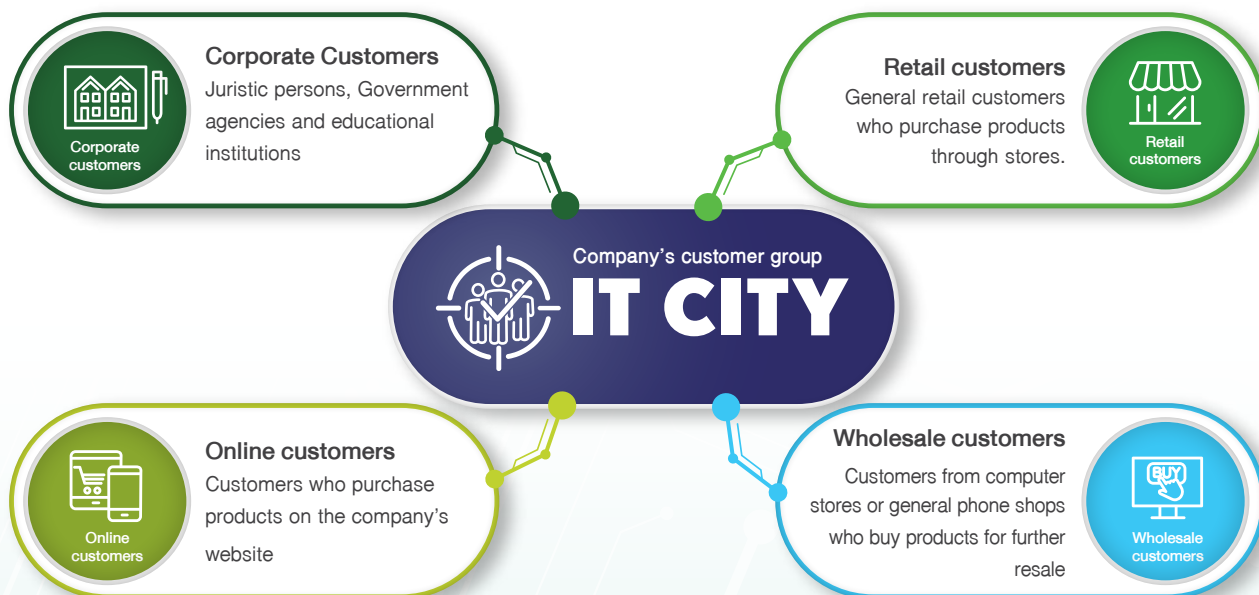 Corporate Customers
Juristic persons, Government
agencies and educational
institutions
Corporate
customers
Retail customers
General retail customers
who purchase products
through stores.
Retail
customers
Company's customer group
IT CITY
Online customers
Customers who purchase
products on the company's
website
Online
customers
Wholesale customers
Customers from computer
stores or general phone shops
who buy products for further
resale
BUY
Wholesale
customers